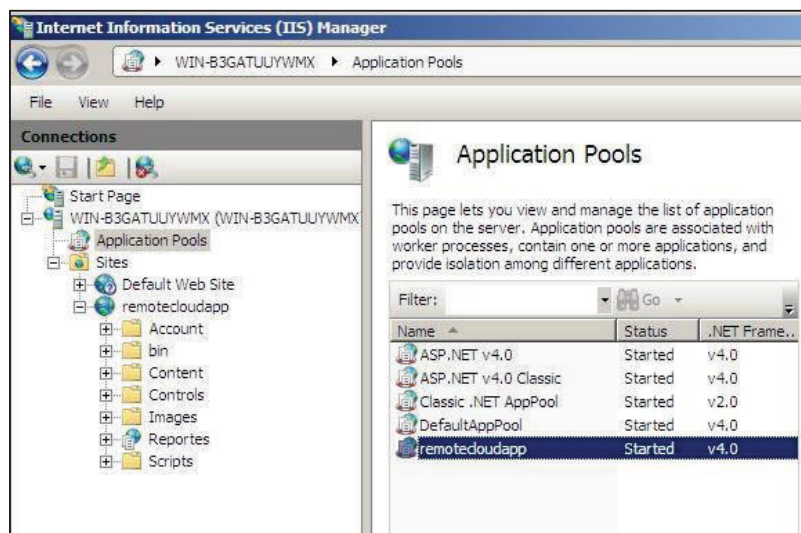 Internet Information Services (IIS) Manager
WIN-B3GATUUYWMX Application Pools
File View Help
Connections
Start Page
WIN-B3GATUUYWMX (WIN-B3GATUUYWMX
Application Pools
Sites
Default Web Site
remotecloudapp
Account
bin
Content
Controls
Images
Reportes
Scripts
Application Pools
This page lets you view and manage the list of application
pools on the server. Application pools are associated with
worker processes, contain one or more applications, and
provide isolation among different applications.
Filter: Go
Name Status .NET Frame..
ASP.NET v4.0 Started v4.0
ASP.NET v4.0 Classic Started v4.0
Classic .NET AppPool Started v2.0
DefaultAppPool Started v4.0
remotecloudapp Started v4.0